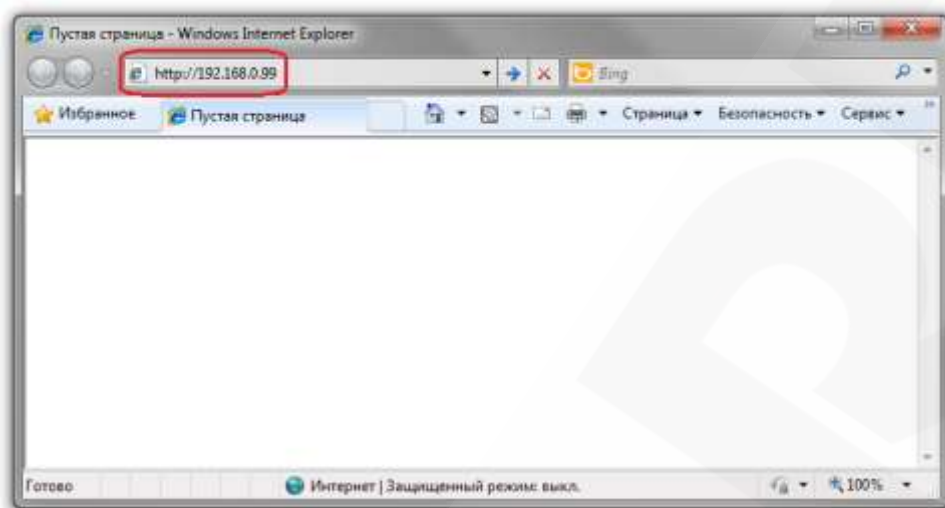 Пустая страница - Windows Internet Explorer
http://192.168.0.99
Bing
Избранное
Пустая страница
Страница
Безопасность
Сервис
Готово
Интернет | Защищенный режим: выкл.
100%